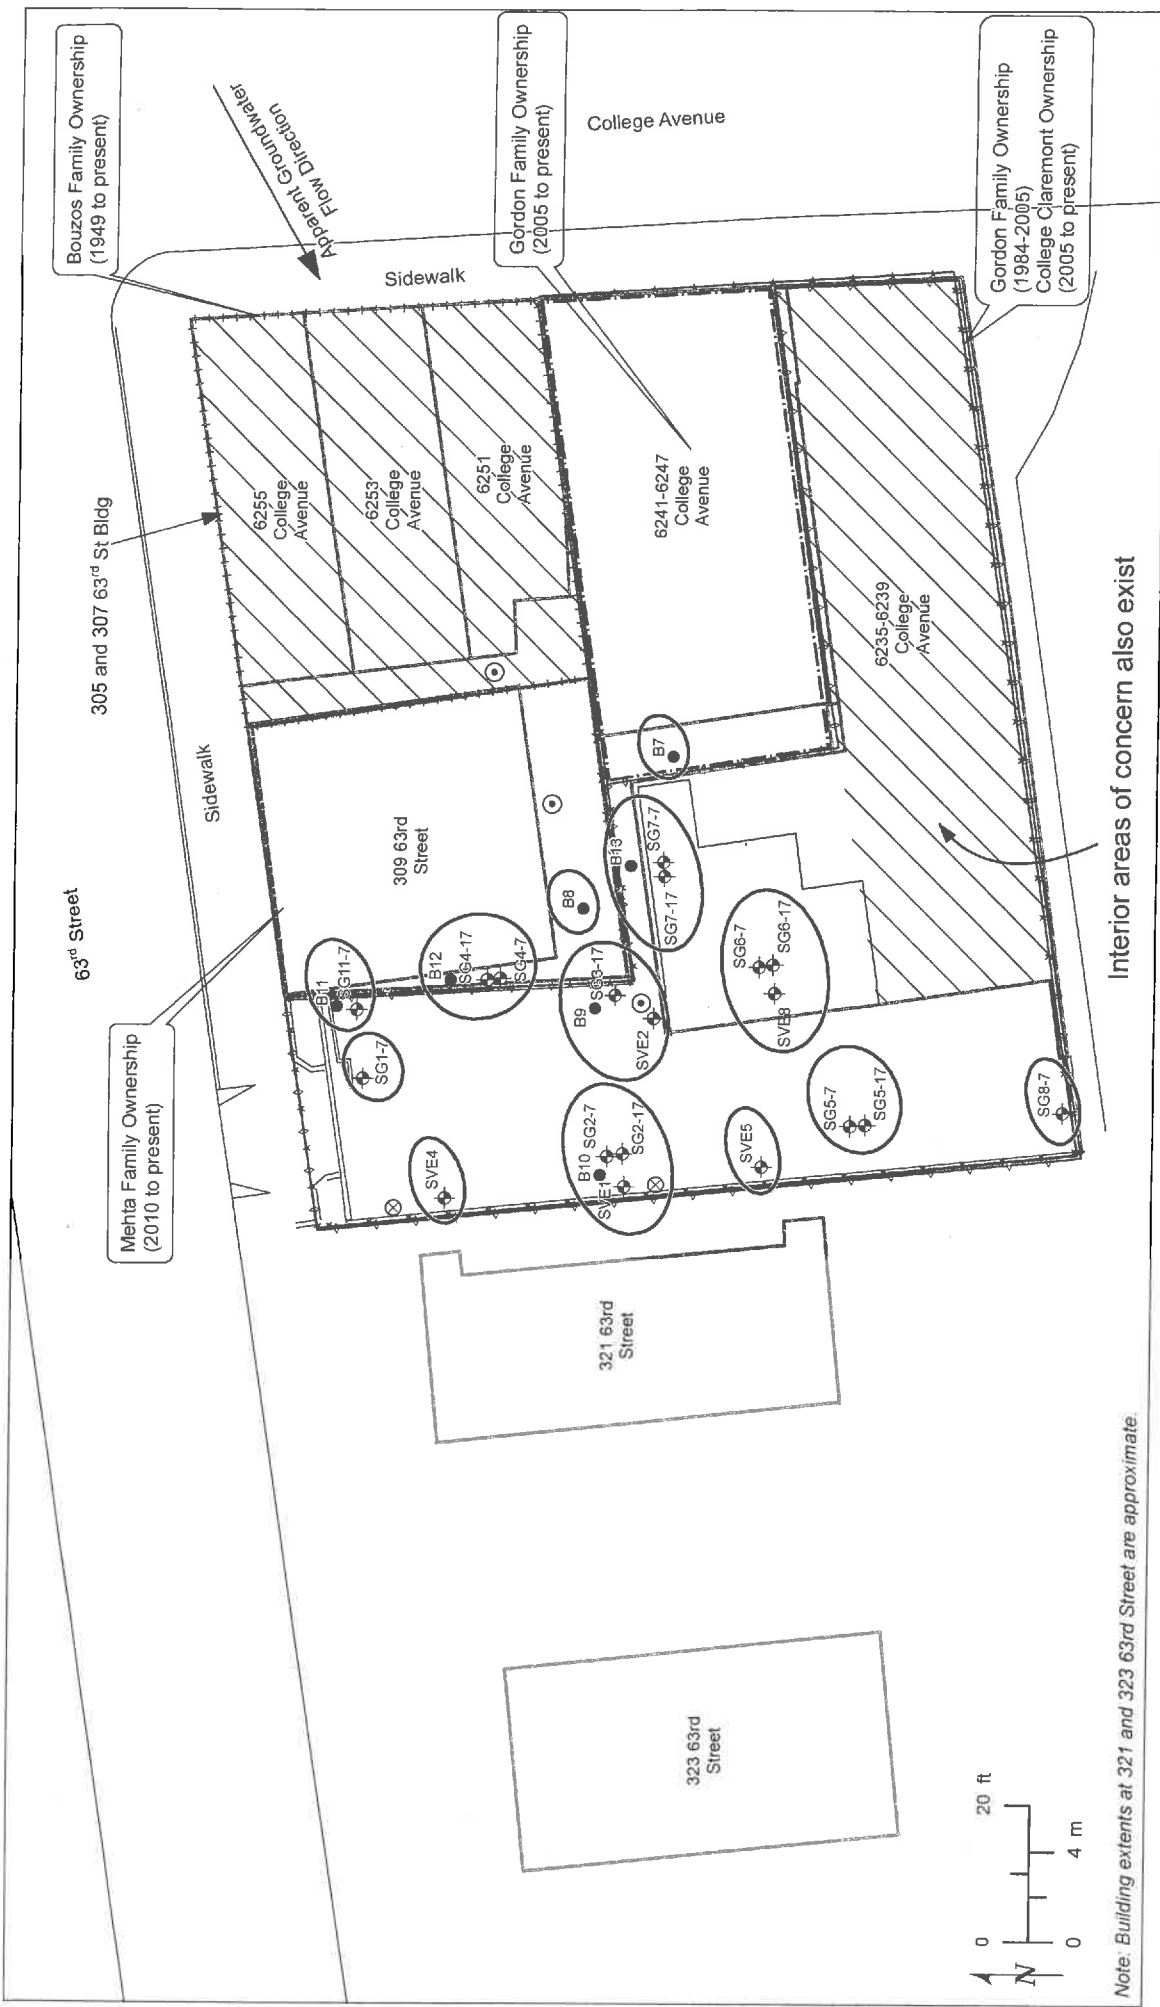 Bouzos Family Ownership
(1949 to present)
Apparent Groundwater
Flow Direction
College Avenue
Gordon Family Ownership
(2005 to present)
Gordon Family Ownership
(1984-2005)
College Claremont Ownership
(2005 to present)
Sidewalk
305 and 307 63rd St Bldg
6255
College
Avenue
6253
College
Avenue
6251
College
Avenue
6241-6247
College
Avenue
6235-6239
College
Avenue
Interior areas of concern also exist
Sidewalk
63rd Street
309 63rd
Street
Mehta Family Ownership
(2010 to present)
B7
B8
B13
SG7-7
SG7-17
B11
SG11-7
SG1-7
B12
SG4-17
SG4-7
B9
SG3-17
SVE2
SG6-7
SG6-17
SVE8
SVE4
B10
SG2-7
SG2-17
SVE1
SVE5
SG5-7
SG5-17
SG8-7
321 63rd
Street
323 63rd
Street
N
0
20 ft
0
4 m
Note: Building extents at 321 and 323 63rd Street are approximate.